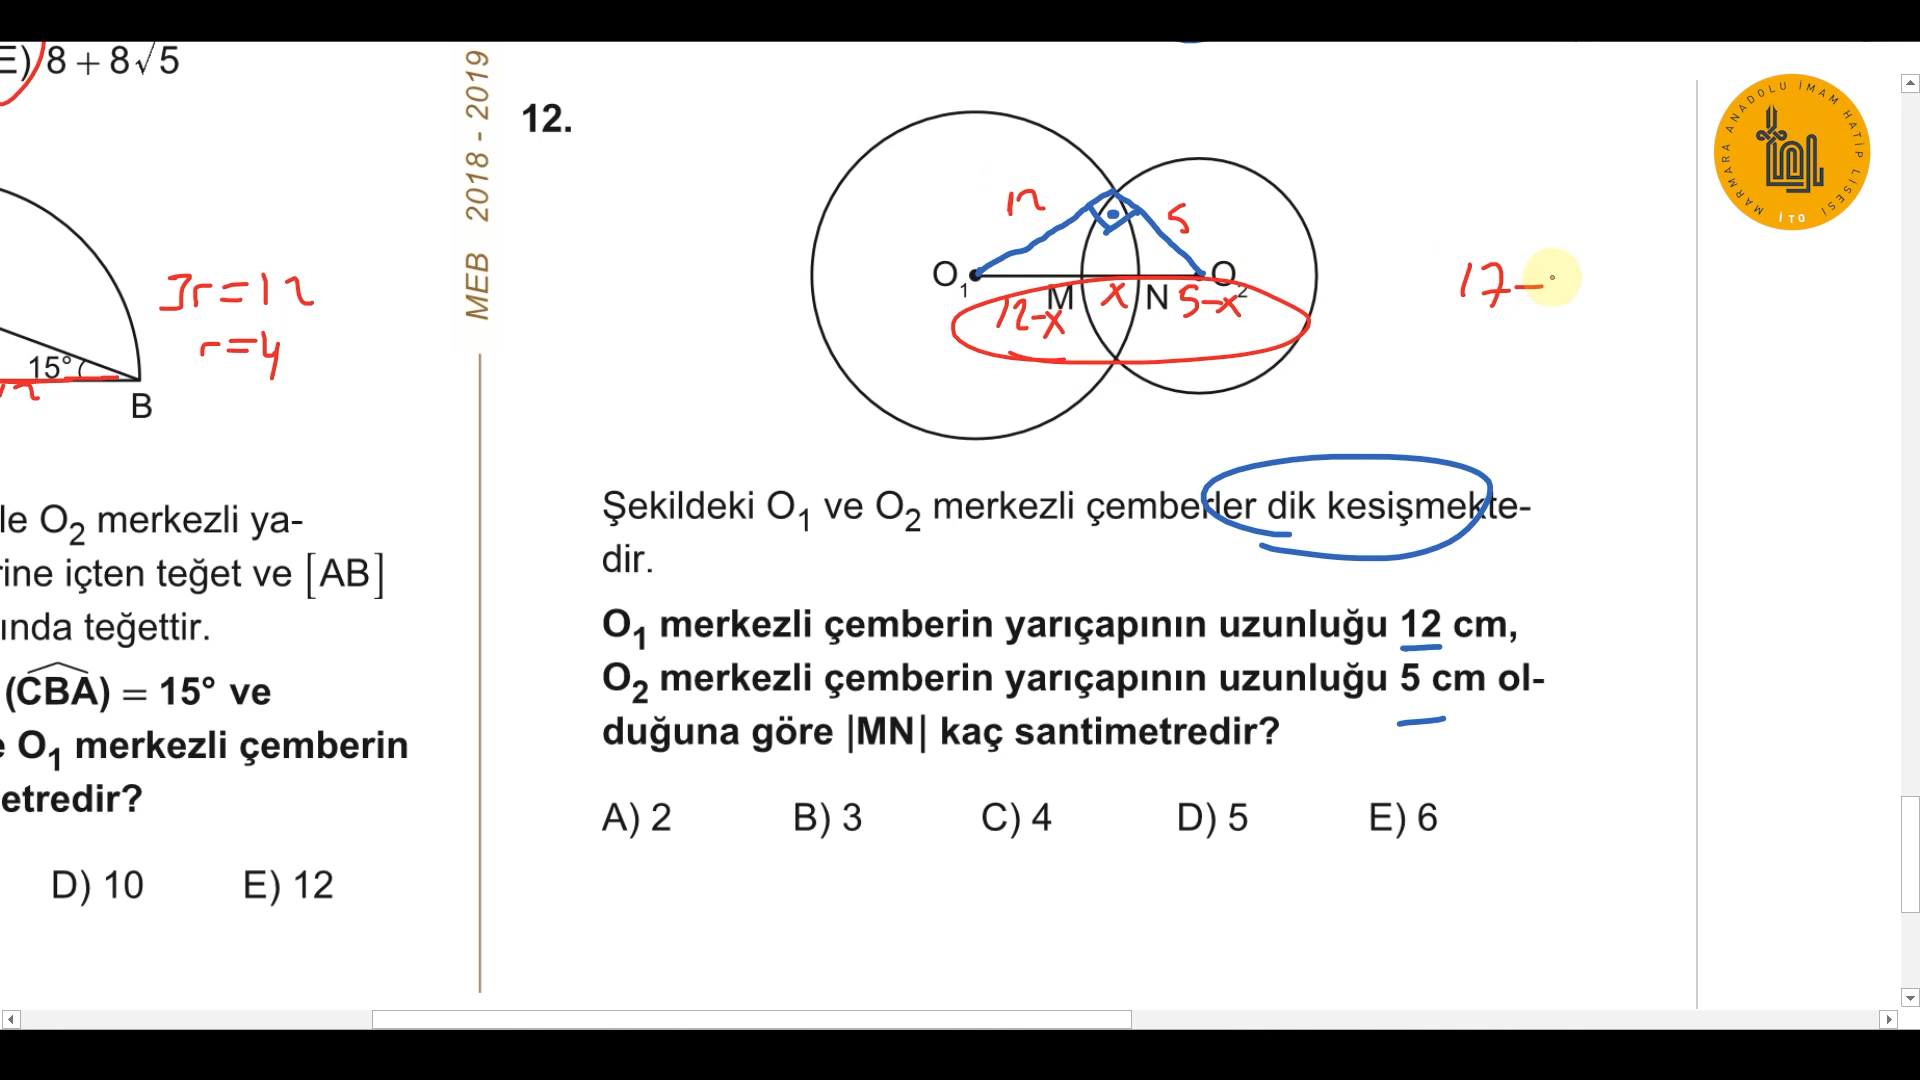 E) 8 + 8√5
15°
B
3r=12
r=4
le O2 merkezli ya-
rine içten teğet ve [AB]
ında teğettir.
(CBA) = 15° ve
e O1 merkezli çemberin
etredir?
D) 10 E) 12
MEB 2018 - 2019
12.
12
5
O1 M N O2
12-x x 5-x
17-
Şekildeki O1 ve O2 merkezli çemberler dik kesişmekte-
dir.
O1 merkezli çemberin yarıçapının uzunluğu 12 cm,
O2 merkezli çemberin yarıçapının uzunluğu 5 cm ol-
duğuna göre |MN| kaç santimetredir?
A) 2 B) 3 C) 4 D) 5 E) 6
MARMARA ANADOLU İMAM HATİP LİSESİ
İTO